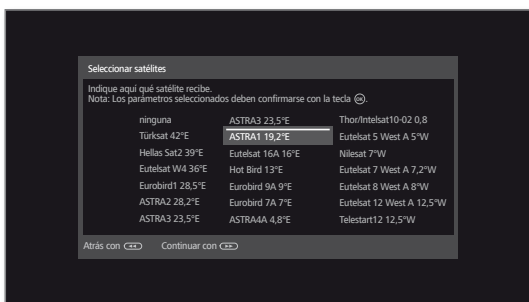 Seleccionar satélites
Indique aquí qué satélite recibe.
Nota: Los parámetros seleccionados deben confirmarse con la tecla OK.
ninguna ASTRA3 23,5°E Thor/Intelsat10-02 0,8
Türksat 42°E ASTRA1 19,2°E Eutelsat 5 West A 5°W
Hellas Sat2 39°E Eutelsat 16A 16°E Nilesat 7°W
Eutelsat W4 36°E Hot Bird 13°E Eutelsat 7 West A 7,2°W
Eurobird1 28,5°E Eurobird 9A 9°E Eutelsat 8 West A 8°W
ASTRA2 28,2°E Eurobird 7A 7°E Eutelsat 12 West A 12,5°W
ASTRA3 23,5°E ASTRA4A 4,8°E Telestart12 12,5°W
Atrás con Continuar con